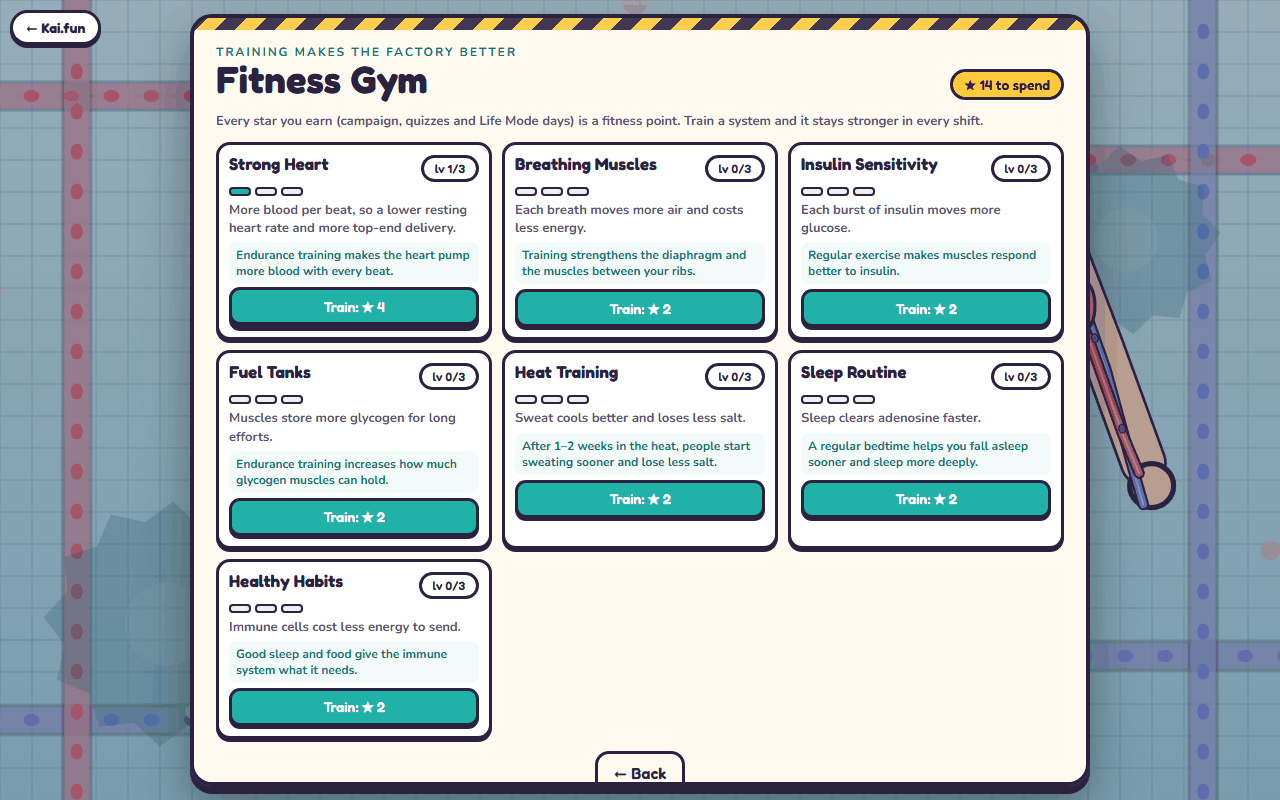 ← Kai.fun
TRAINING MAKES THE FACTORY BETTER
Fitness Gym
★ 14 to spend
Every star you earn (campaign, quizzes and Life Mode days) is a fitness point. Train a system and it stays stronger in every shift.
Strong Heart
lv 1/3
More blood per beat, so a lower resting
heart rate and more top-end delivery.
Endurance training makes the heart pump
more blood with every beat.
Train: ★ 4
Breathing Muscles
lv 0/3
Each breath moves more air and costs
less energy.
Training strengthens the diaphragm and
the muscles between your ribs.
Train: ★ 2
Insulin Sensitivity
lv 0/3
Each burst of insulin moves more
glucose.
Regular exercise makes muscles respond
better to insulin.
Train: ★ 2
Fuel Tanks
lv 0/3
Muscles store more glycogen for long
efforts.
Endurance training increases how much
glycogen muscles can hold.
Train: ★ 2
Heat Training
lv 0/3
Sweat cools better and loses less salt.
After 1–2 weeks in the heat, people start
sweating sooner and lose less salt.
Train: ★ 2
Sleep Routine
lv 0/3
Sleep clears adenosine faster.
A regular bedtime helps you fall asleep
sooner and sleep more deeply.
Train: ★ 2
Healthy Habits
lv 0/3
Immune cells cost less energy to send.
Good sleep and food give the immune
system what it needs.
Train: ★ 2
← Back